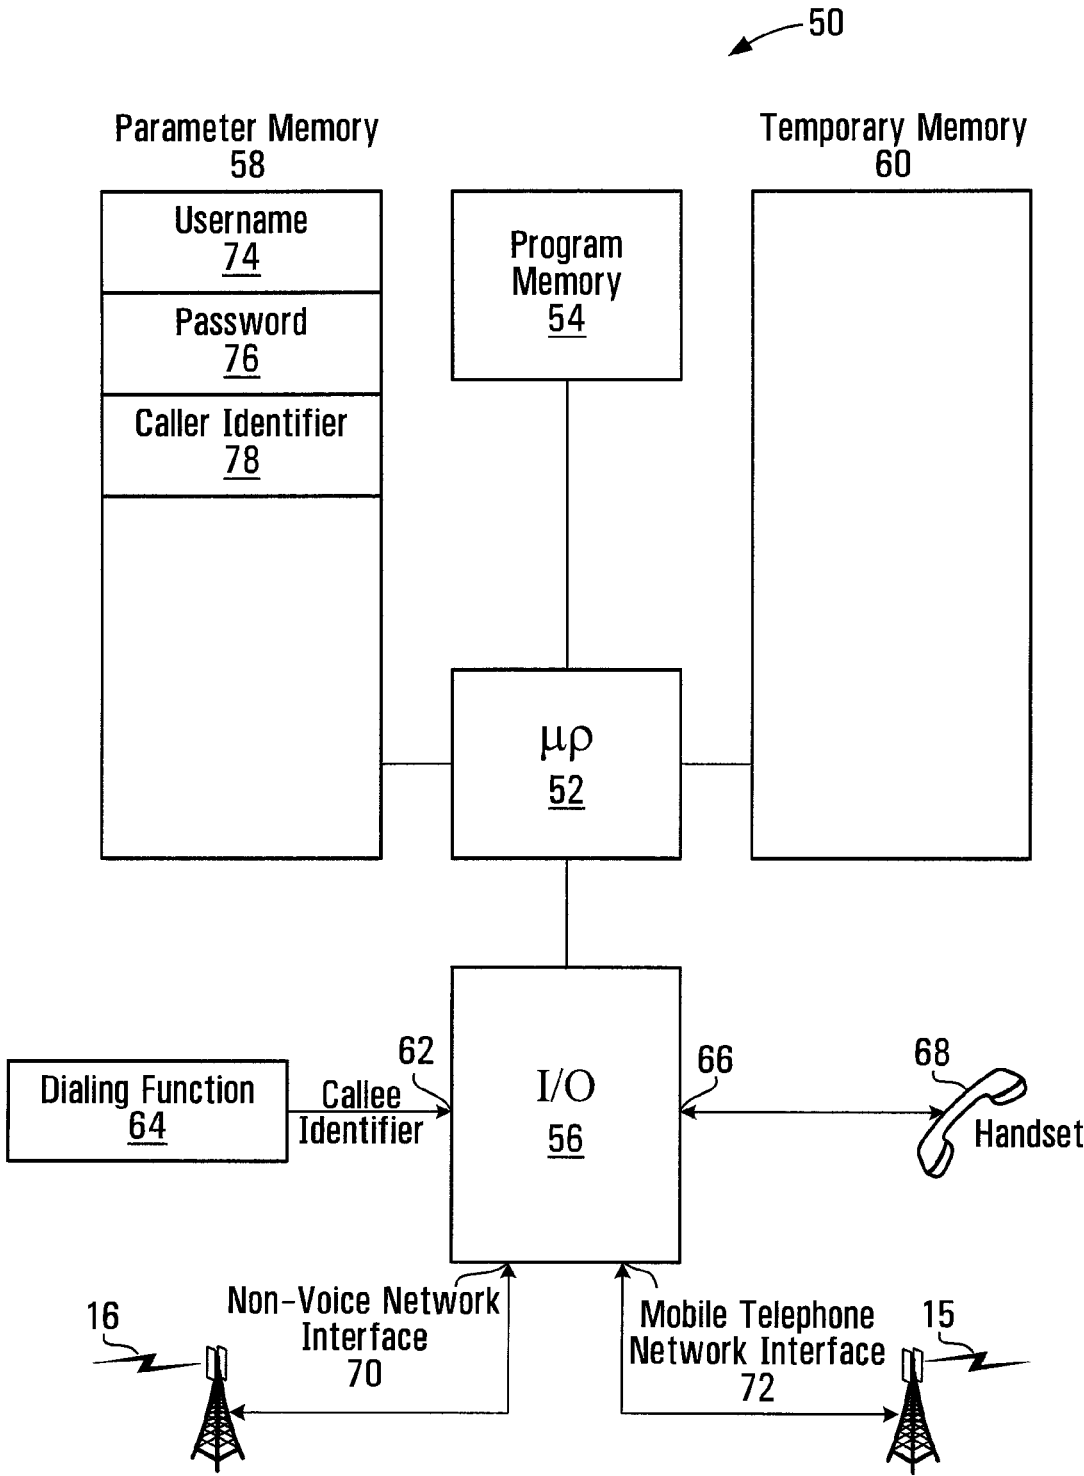 50
Parameter Memory
58
Temporary Memory
60
Username
74
Password
76
Caller Identifier
78
Program
Memory
54
μρ
52
62
Dialing Function
64
Callee
Identifier
I/O
56
66
68
Handset
16
Non-Voice Network
Interface
70
Mobile Telephone
Network Interface
72
15